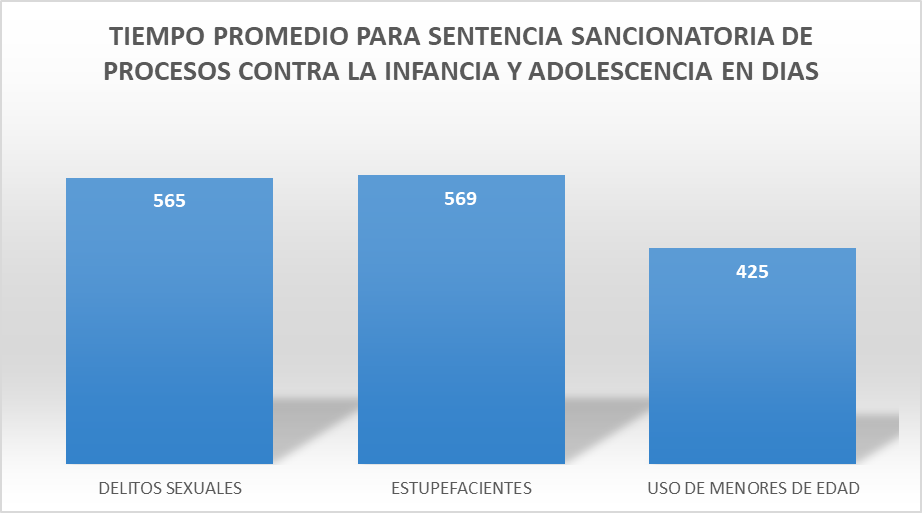 TIEMPO PROMEDIO PARA SENTENCIA SANCIONATORIA DE
PROCESOS CONTRA LA INFANCIA Y ADOLESCENCIA EN DIAS
565
569
425
DELITOS SEXUALES
ESTUPEFACIENTES
USO DE MENORES DE EDAD